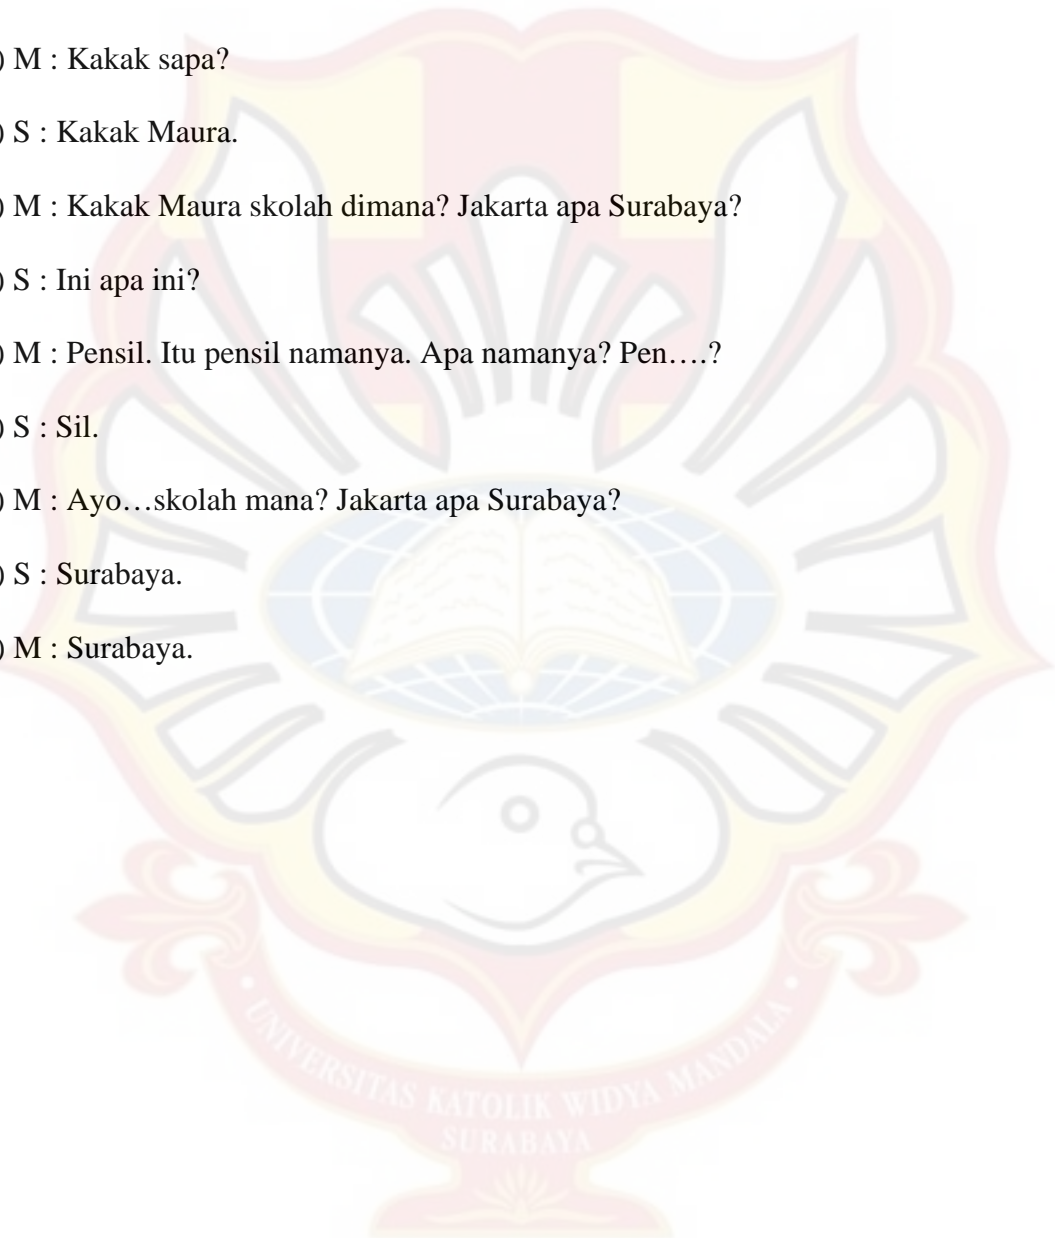 ) M : Kakak sapa?
) S : Kakak Maura.
) M : Kakak Maura skolah dimana? Jakarta apa Surabaya?
) S : Ini apa ini?
) M : Pensil. Itu pensil namanya. Apa namanya? Pen….?
) S : Sil.
) M : Ayo…skolah mana? Jakarta apa Surabaya?
) S : Surabaya.
) M : Surabaya.
• UNIVERSITAS KATOLIK WIDYA MANDALA •
SURABAYA